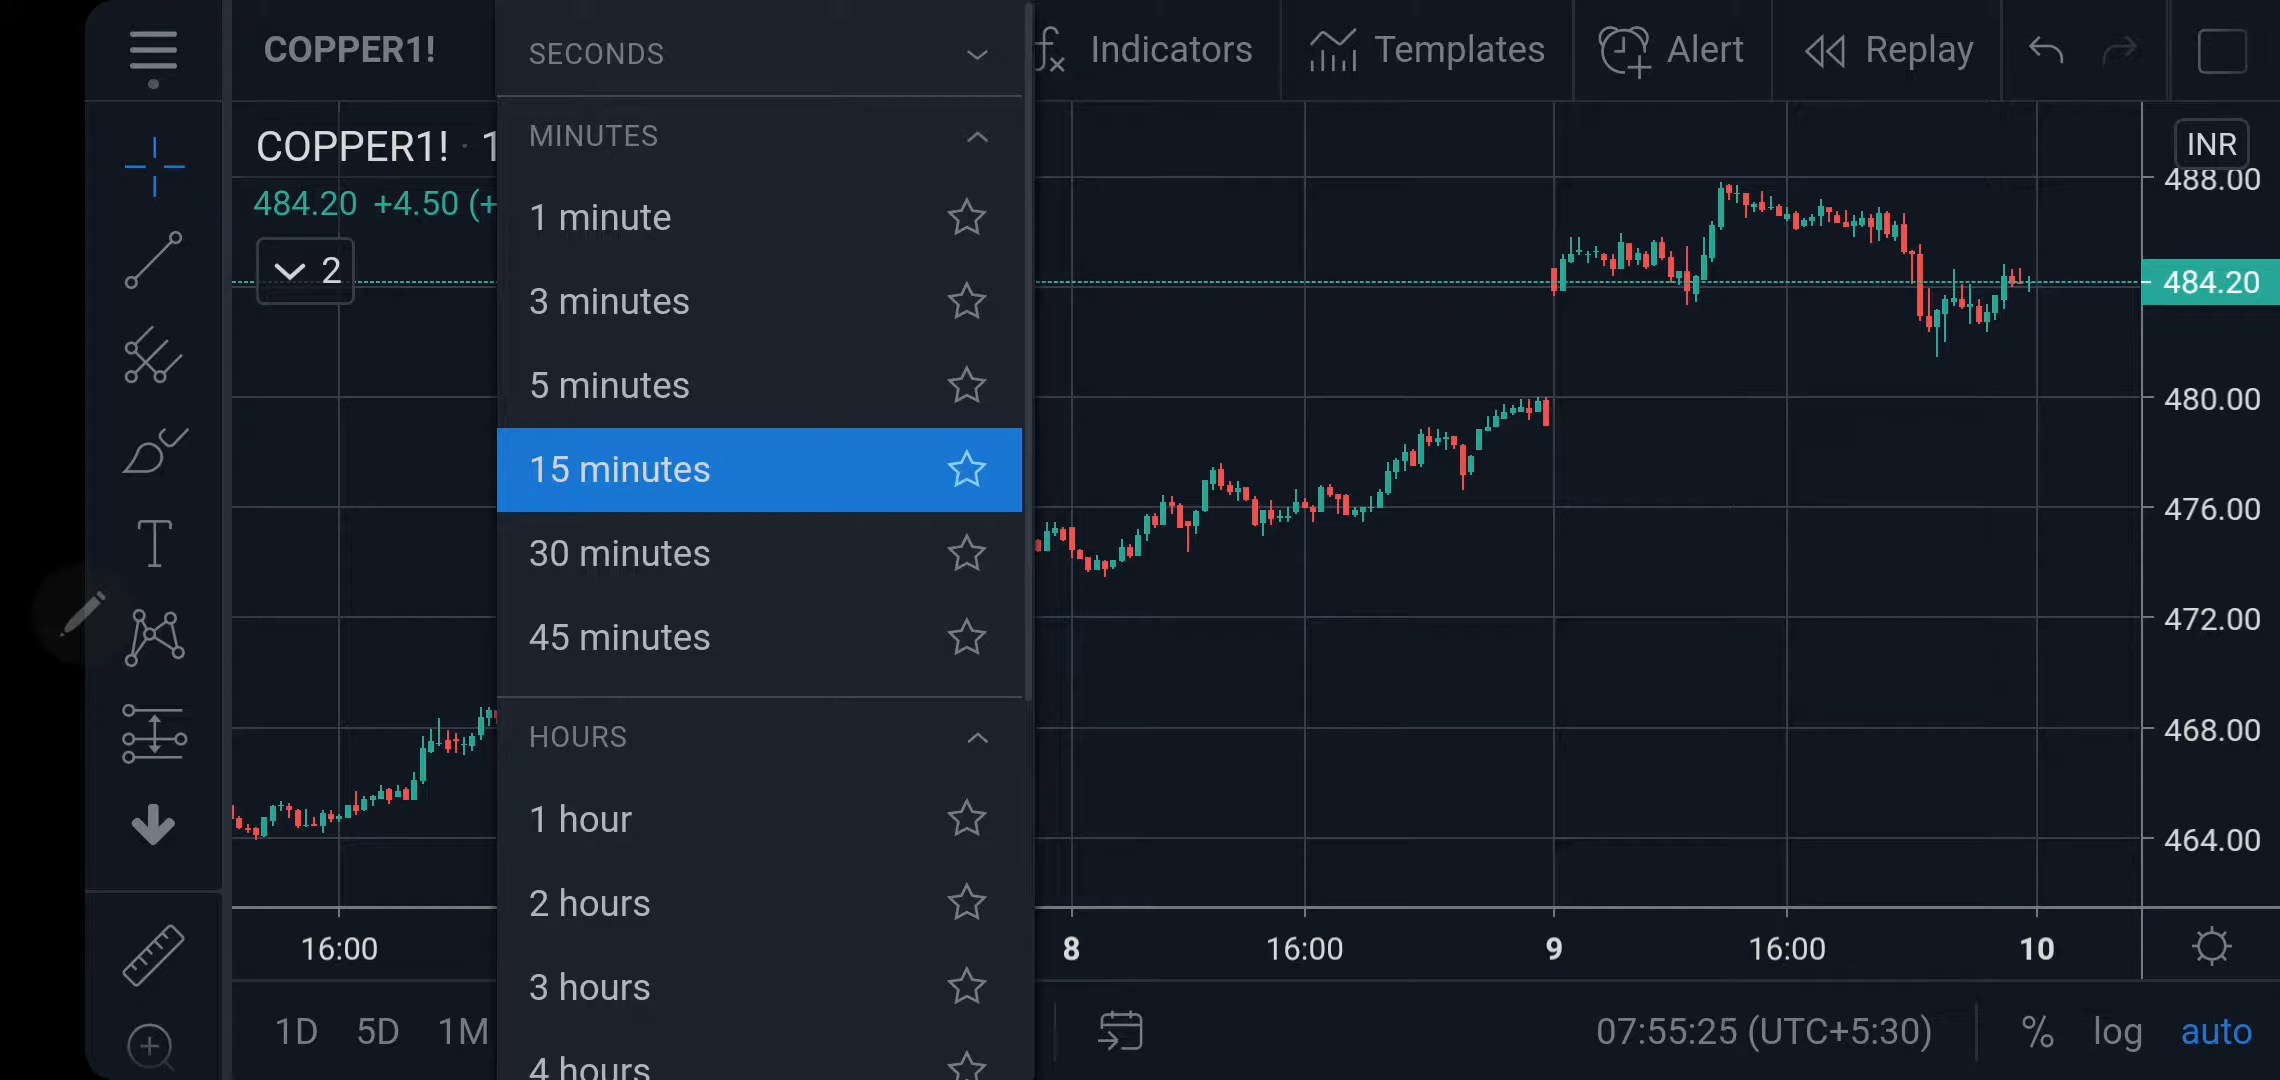 COPPER1!
SECONDS
Indicators
Templates
Alert
Replay
COPPER1! · 1
484.20 +4.50 (+
2
MINUTES
1 minute
3 minutes
5 minutes
15 minutes
30 minutes
45 minutes
HOURS
1 hour
2 hours
3 hours
4 hours
INR
488.00
484.20
480.00
476.00
472.00
468.00
464.00
16:00 8 16:00 9 16:00 10
1D 5D 1M
07:55:25 (UTC+5:30) % log auto